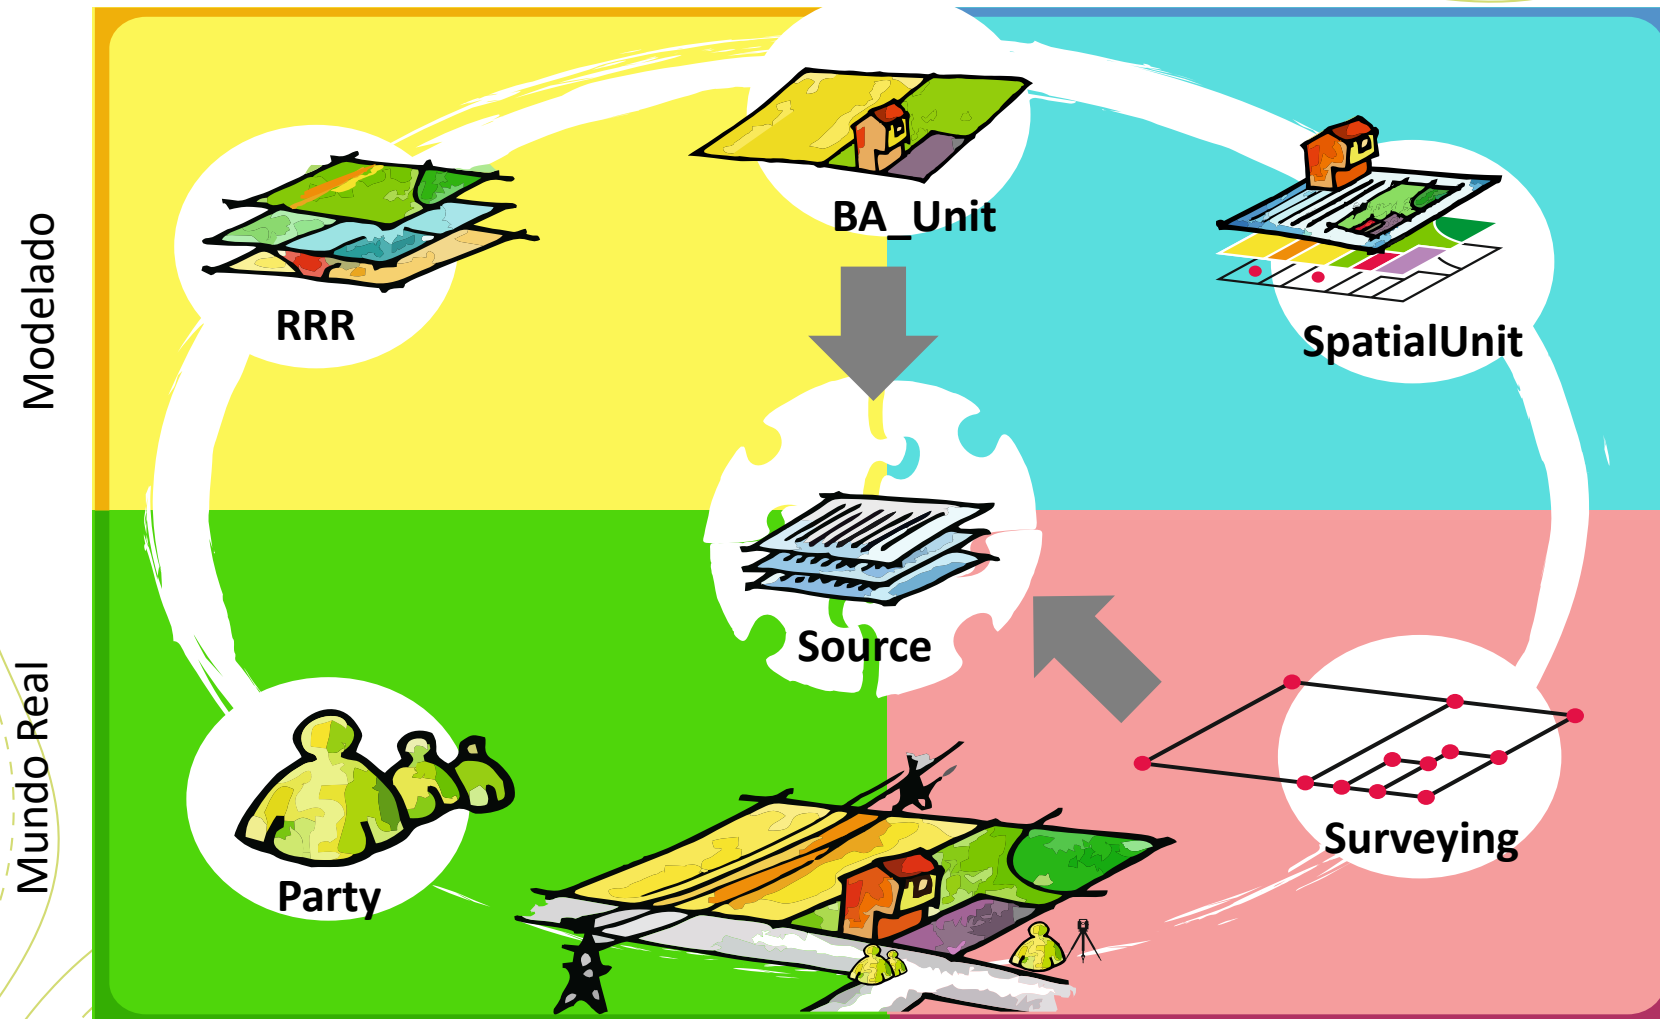 Modelado
BA_Unit
RRR
SpatialUnit
Source
Mundo Real
Surveying
Party